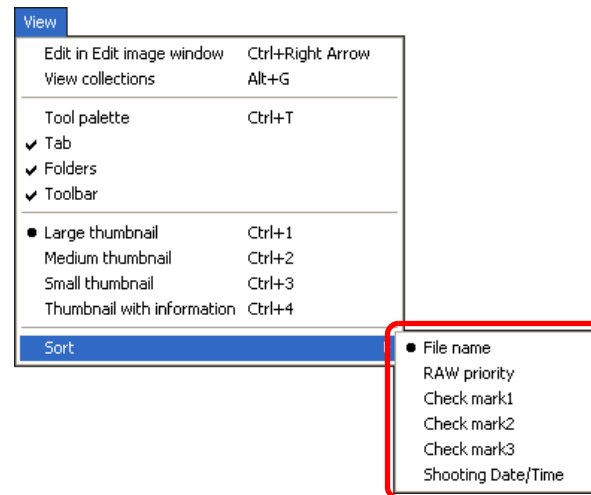 View
Edit in Edit image window Ctrl+Right Arrow
View collections Alt+G
Tool palette Ctrl+T
Tab
Folders
Toolbar
Large thumbnail Ctrl+1
Medium thumbnail Ctrl+2
Small thumbnail Ctrl+3
Thumbnail with information Ctrl+4
Sort
File name
RAW priority
Check mark1
Check mark2
Check mark3
Shooting Date/Time